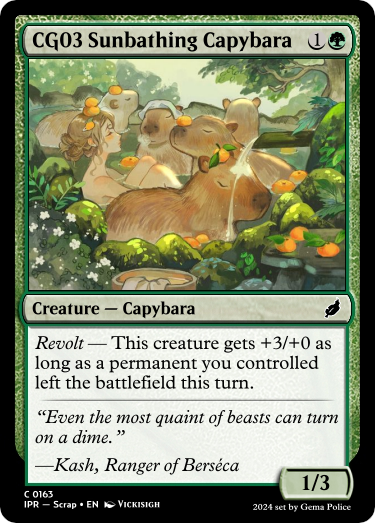 CG03 Sunbathing Capybara 1
Creature — Capybara
Revolt — This creature gets +3/+0 as
long as a permanent you controlled
left the battlefield this turn.
“Even the most quaint of beasts can turn
on a dime.”
—Kash, Ranger of Berséca
1/3
C 0163
IPR — Scrap • EN Vickisigh
2024 set by Gema Police